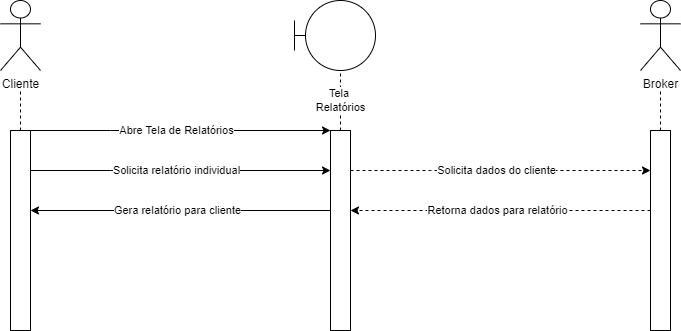 Cliente
Tela
Relatórios
Broker
Abre Tela de Relatórios
Solicita relatório individual
Solicita dados do cliente
Gera relatório para cliente
Retorna dados para relatório